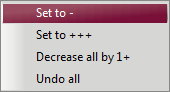 Set to -
Set to +++
Decrease all by 1+
Undo all